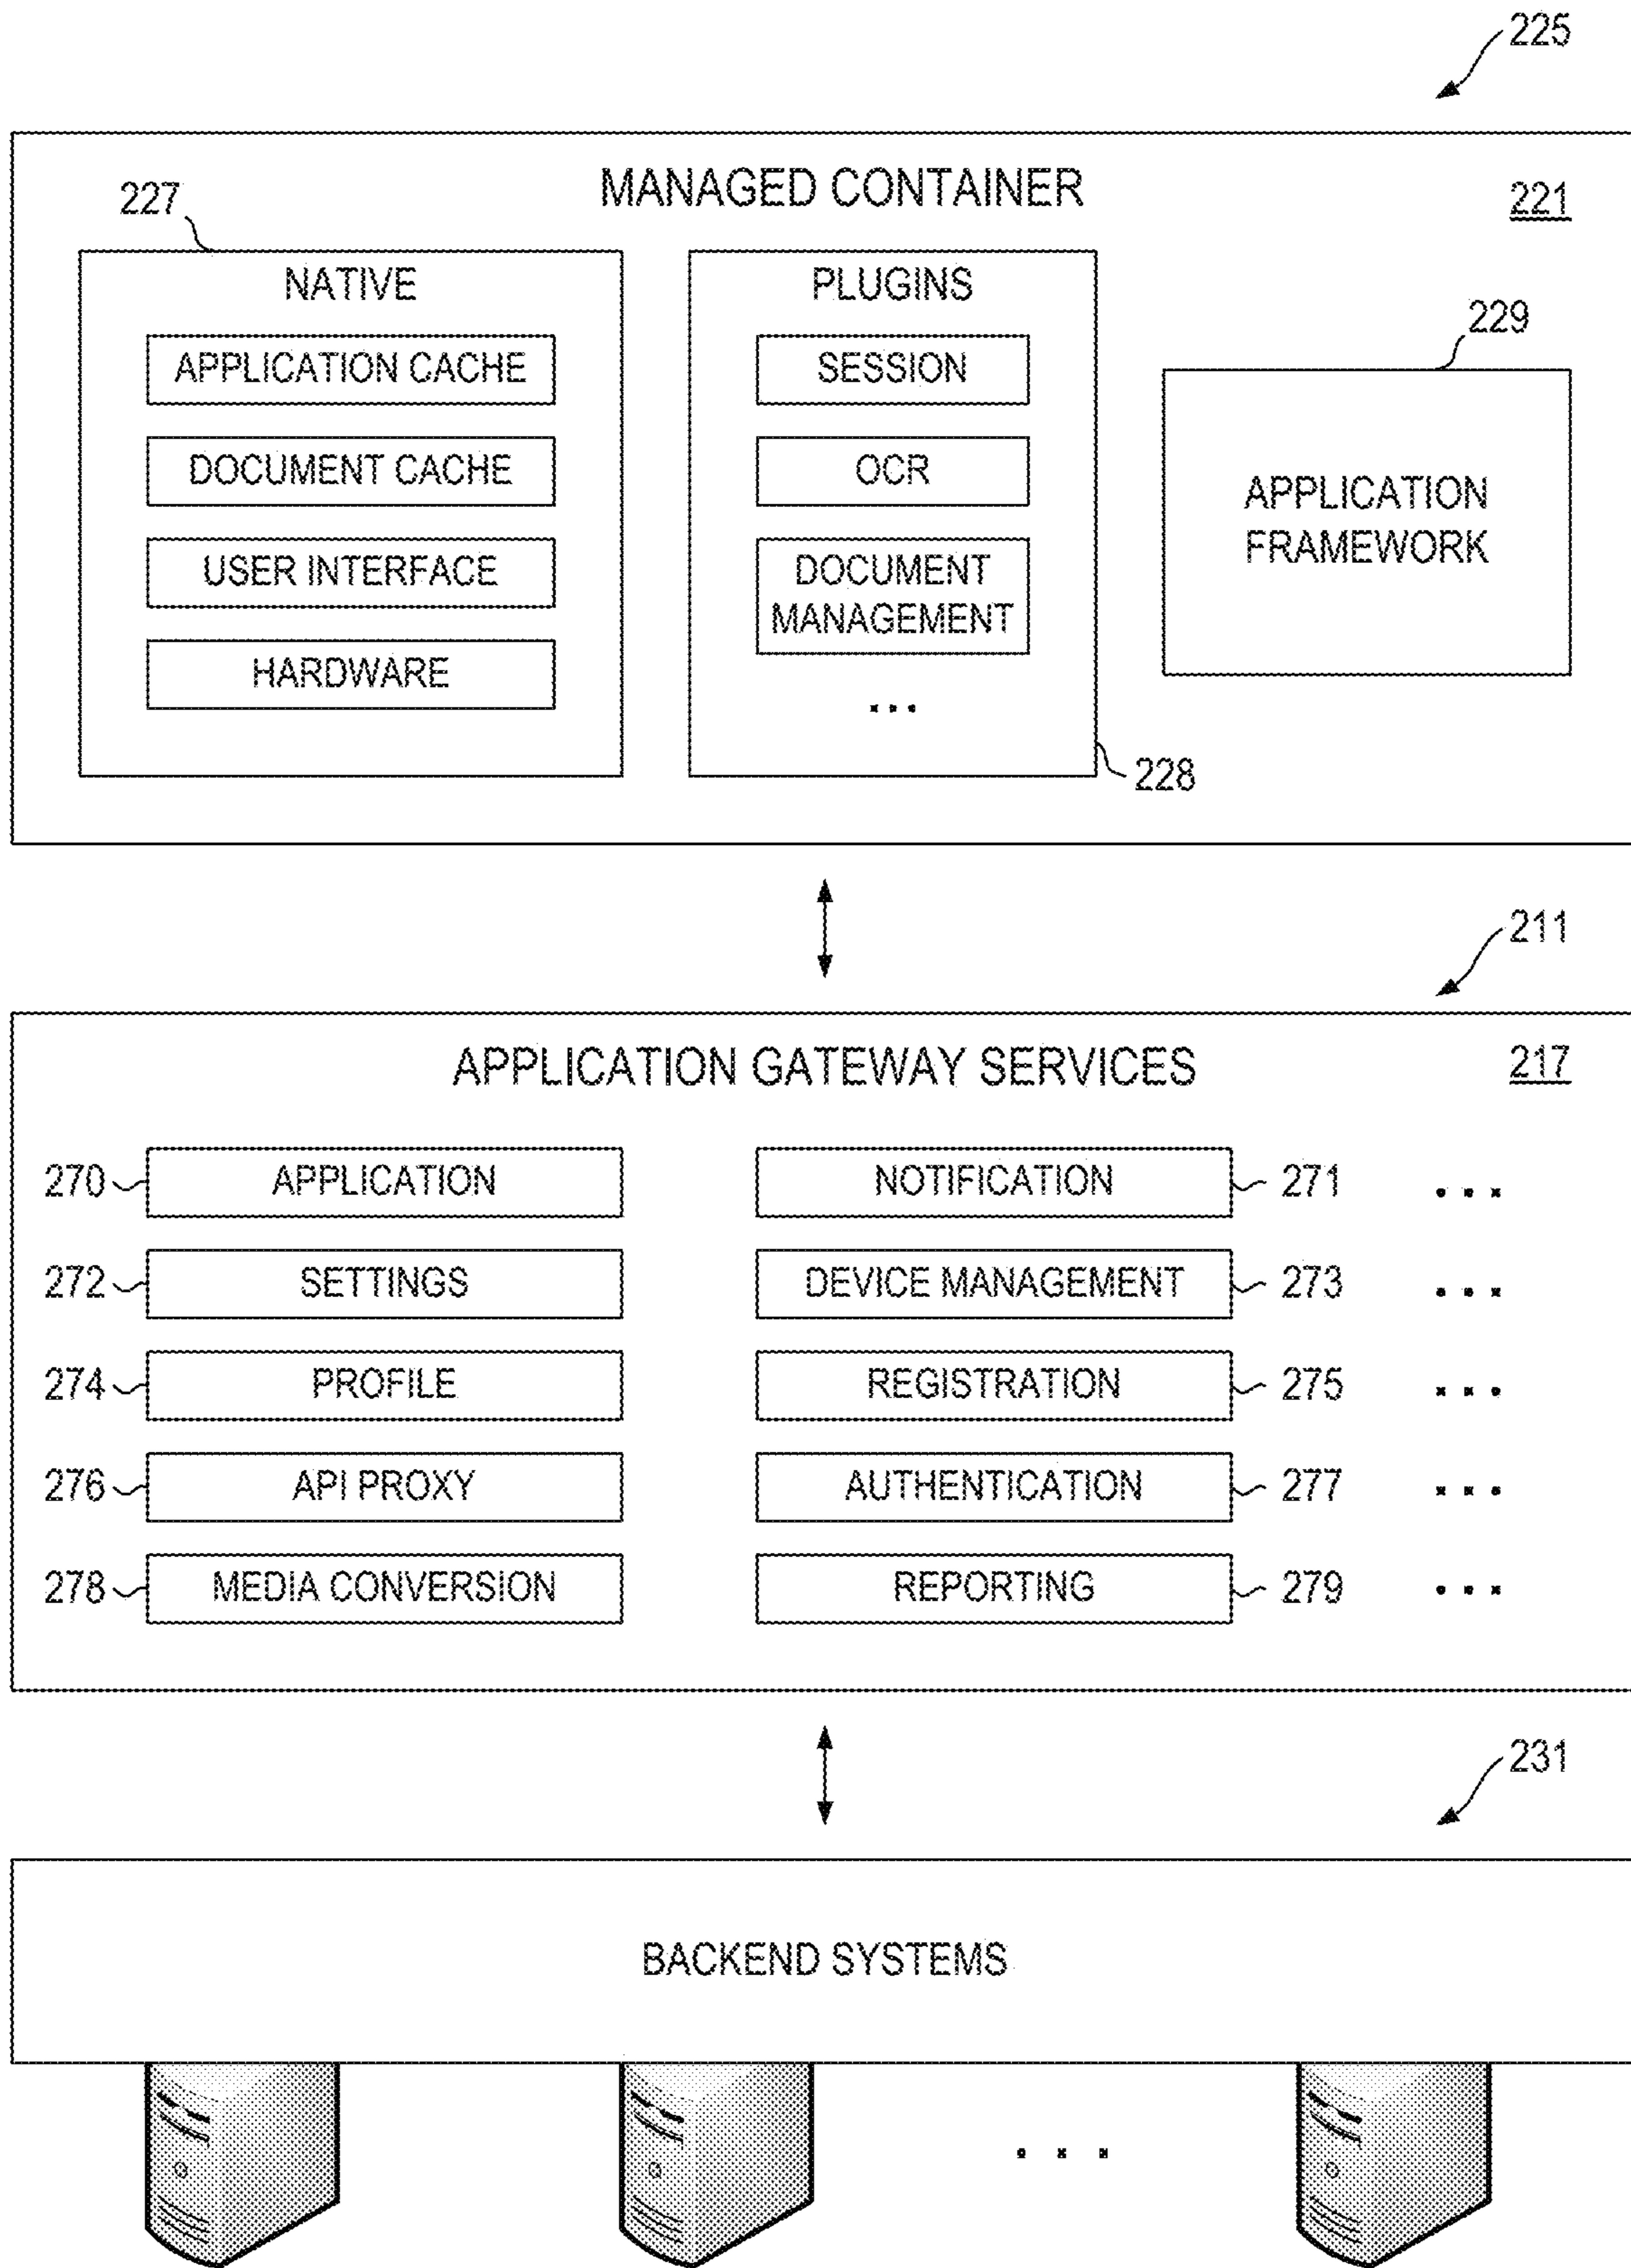 225
MANAGED CONTAINER
221
227
NATIVE
APPLICATION CACHE
DOCUMENT CACHE
USER INTERFACE
HARDWARE
PLUGINS
SESSION
OCR
DOCUMENT
MANAGEMENT
...
228
229
APPLICATION
FRAMEWORK
211
APPLICATION GATEWAY SERVICES
217
270 APPLICATION NOTIFICATION 271 ...
272 SETTINGS DEVICE MANAGEMENT 273 ...
274 PROFILE REGISTRATION 275 ...
276 API PROXY AUTHENTICATION 277 ...
278 MEDIA CONVERSION REPORTING 279 ...
231
BACKEND SYSTEMS
...